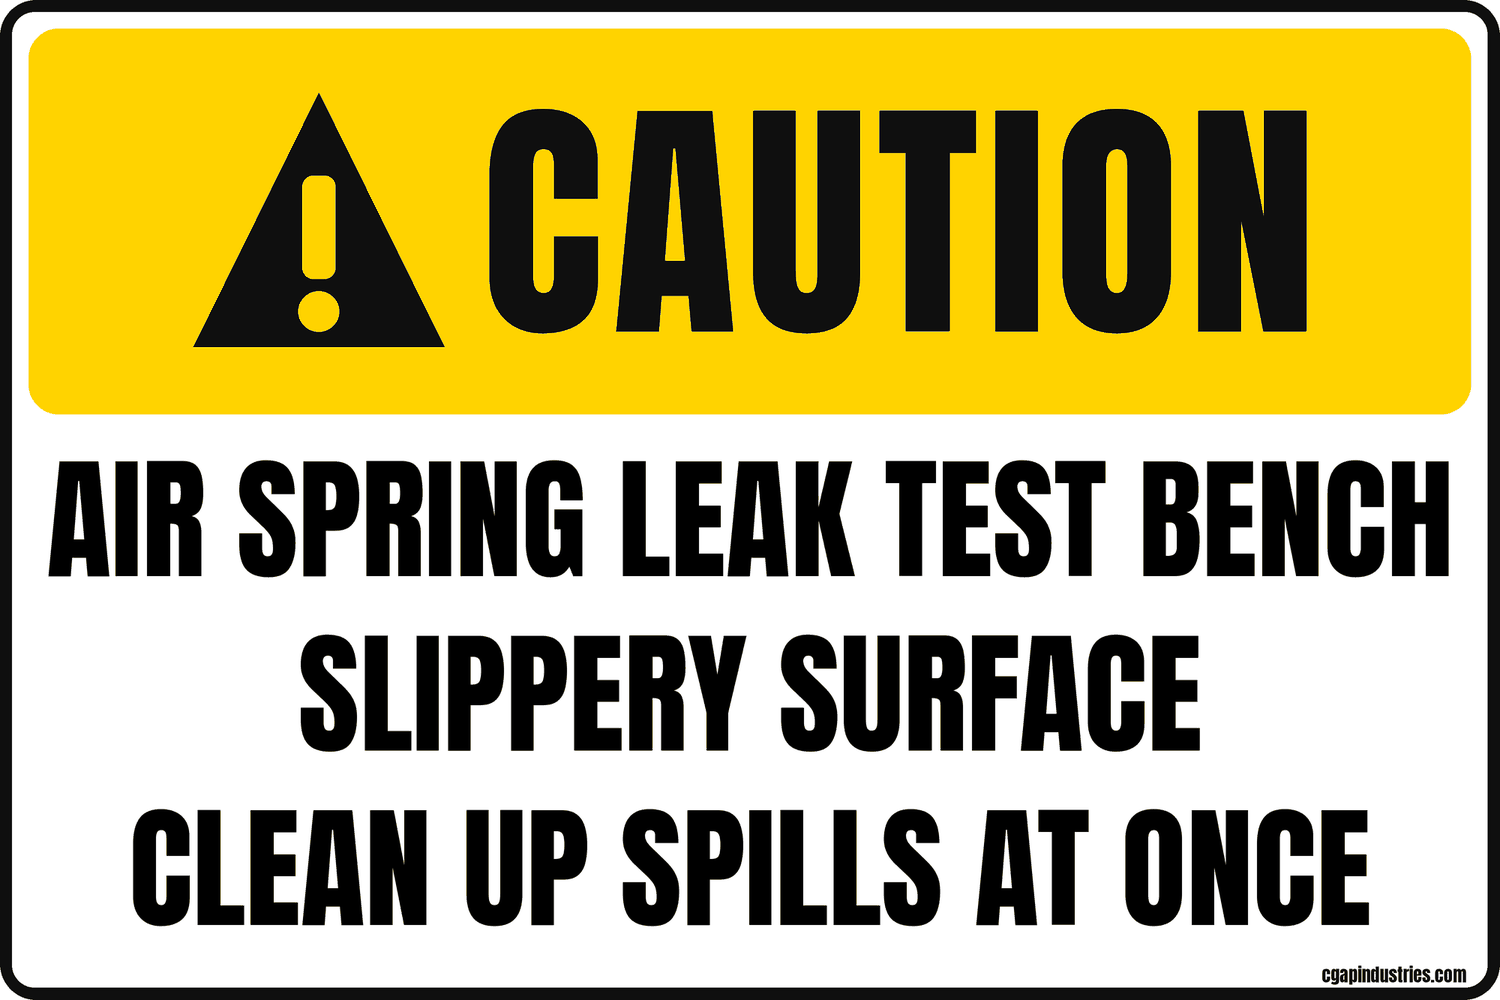 CAUTION
AIR SPRING LEAK TEST BENCH
SLIPPERY SURFACE
CLEAN UP SPILLS AT ONCE
cgapindustries.com